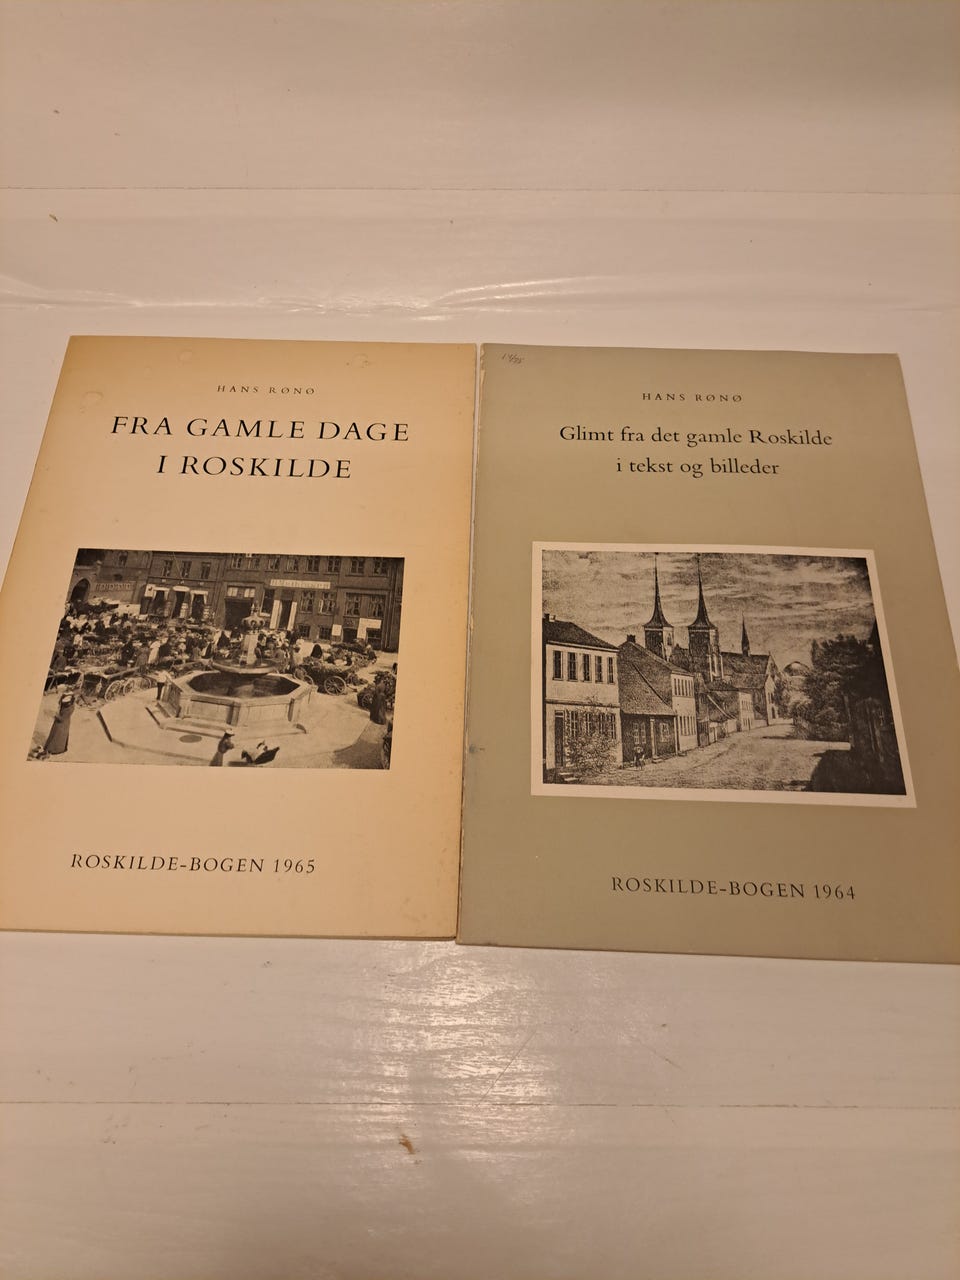 HANS RØNØ
FRA GAMLE DAGE
I ROSKILDE
ROSKILDE-BOGEN 1965
HANS RØNØ
Glimt fra det gamle Roskilde
i tekst og billeder
ROSKILDE-BOGEN 1964